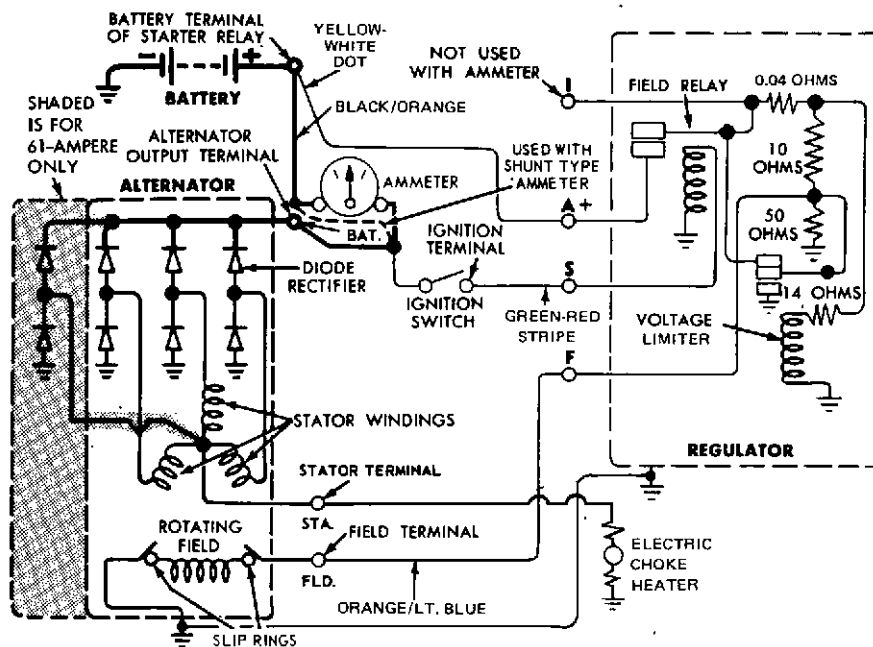 BATTERY TERMINAL
OF STARTER RELAY
YELLOW-
WHITE
DOT
NOT USED
WITH AMMETER
I
FIELD RELAY
0.04 OHMS
− +
BATTERY
SHADED
IS FOR
61-AMPERE
ONLY
BLACK/ORANGE
ALTERNATOR
OUTPUT TERMINAL
ALTERNATOR
AMMETER
USED WITH
SHUNT TYPE
AMMETER
10
OHMS
A +
BAT.
50
OHMS
IGNITION
TERMINAL
DIODE
RECTIFIER
IGNITION
SWITCH
S
GREEN-RED
STRIPE
14 OHMS
VOLTAGE
LIMITER
F
STATOR WINDINGS
REGULATOR
STATOR TERMINAL
STA.
ROTATING
FIELD
FIELD TERMINAL
FLD.
ELECTRIC
CHOKE
HEATER
ORANGE/LT. BLUE
SLIP RINGS